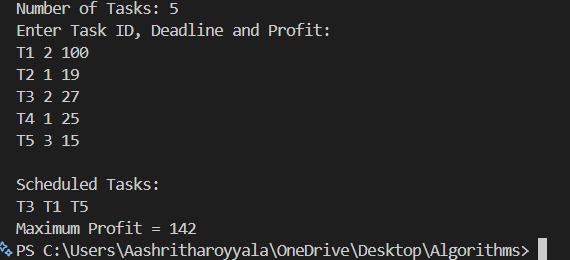 Number of Tasks: 5
Enter Task ID, Deadline and Profit:
T1 2 100
T2 1 19
T3 2 27
T4 1 25
T5 3 15
Scheduled Tasks:
T3 T1 T5
Maximum Profit = 142
PS C:\Users\Aashritharoyyala\OneDrive\Desktop\Algorithms>